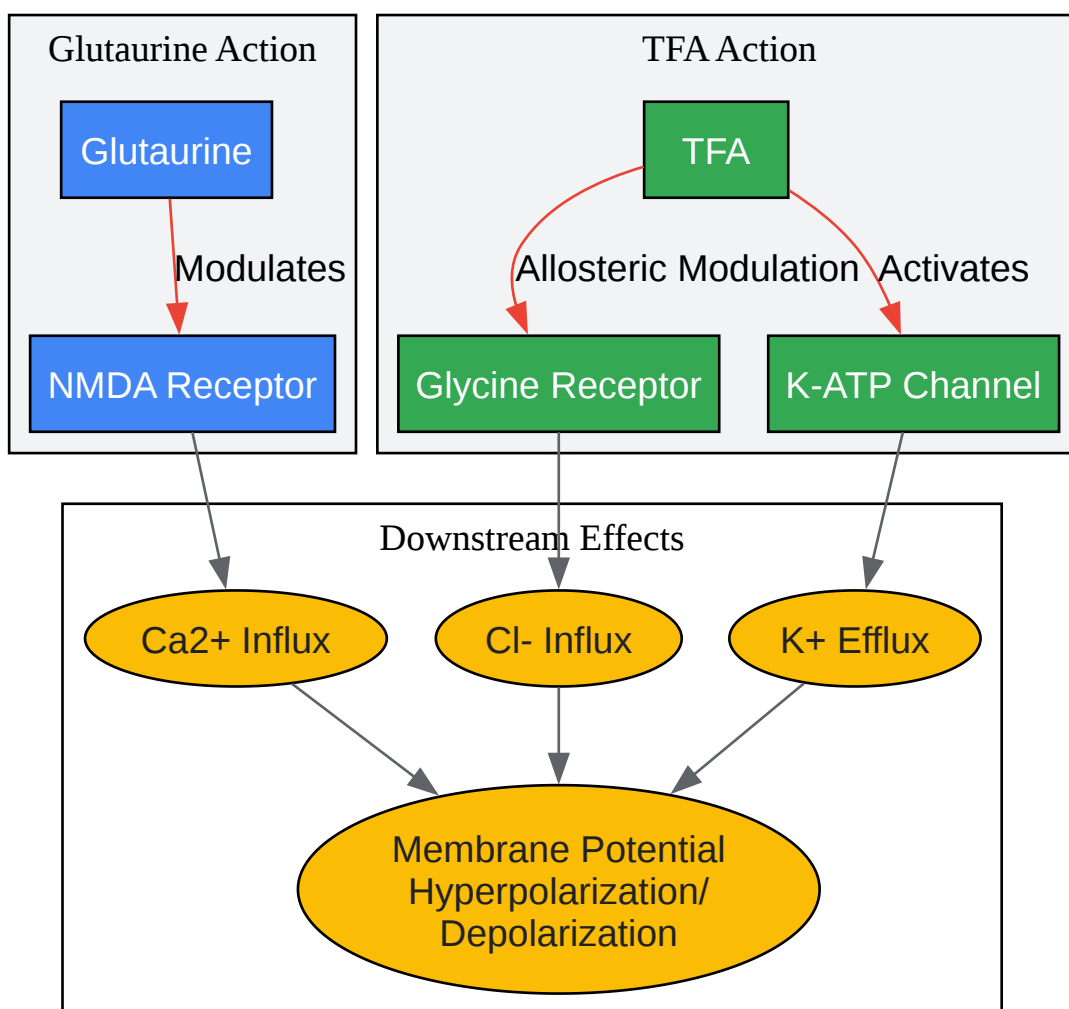 Glutaurine Action
TFA Action
Glutaurine
TFA
Modulates
Allosteric Modulation
Activates
NMDA Receptor
Glycine Receptor
K-ATP Channel
Downstream Effects
Ca2+ Influx
Cl- Influx
K+ Efflux
Membrane Potential
Hyperpolarization/
Depolarization